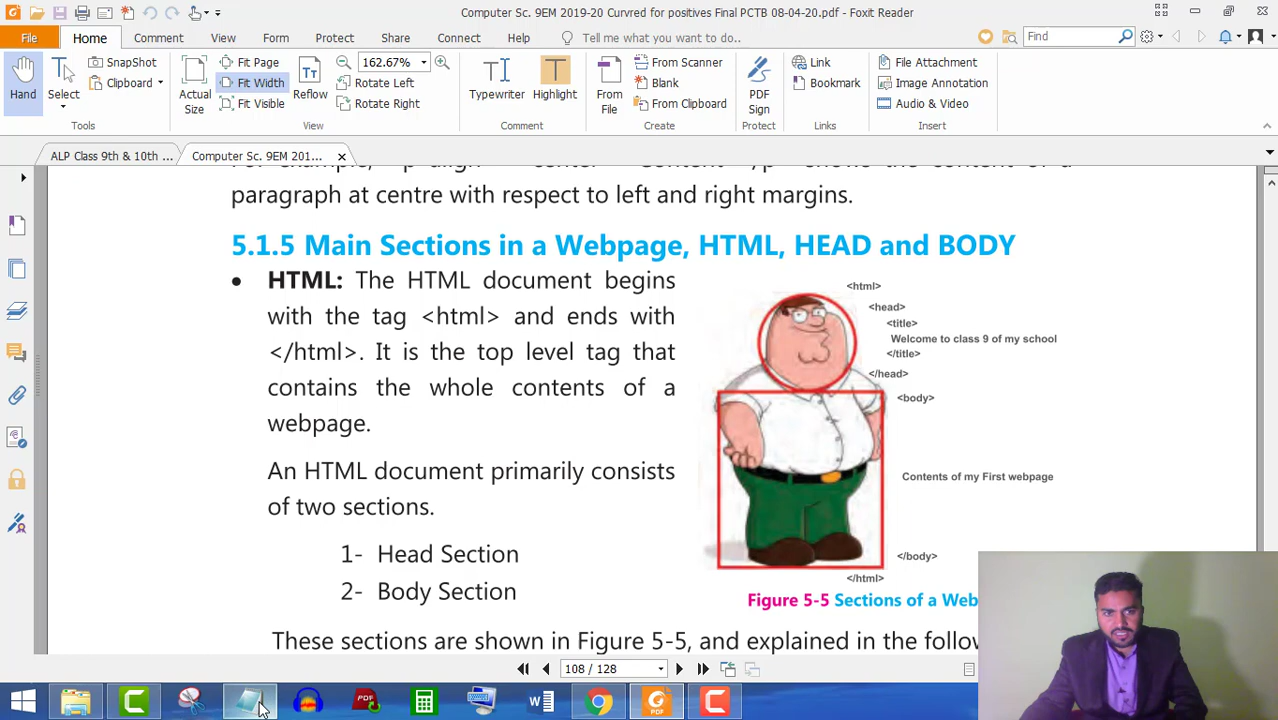 Computer Sc. 9EM 2019-20 Curvred for positives Final PCTB 08-04-20.pdf - Foxit Reader
File Home Comment View Form Protect Share Connect Help Tell me what you want to do.. Find
Hand
Select
SnapShot
Clipboard
Tools
Actual Size
Fit Page
Fit Width
Fit Visible
Reflow
162.67%
Rotate Left
Rotate Right
View
Typewriter
Highlight
Comment
From File
From Scanner
Blank
From Clipboard
Create
PDF Sign
Protect
Link
Bookmark
Links
File Attachment
Image Annotation
Audio & Video
Insert
ALP Class 9th & 10th ...
Computer Sc. 9EM 201...
paragraph at centre with respect to left and right margins.
5.1.5 Main Sections in a Webpage, HTML, HEAD and BODY
• HTML: The HTML document begins
with the tag <html> and ends with
</html>. It is the top level tag that
contains the whole contents of a
webpage.
An HTML document primarily consists
of two sections.
1- Head Section
2- Body Section
<html>
<head>
<title>
Welcome to class 9 of my school
</title>
</head>
<body>
Contents of my First webpage
</body>
</html>
Figure 5-5 Sections of a Web
These sections are shown in Figure 5-5, and explained in the follow
108 / 128
PDF
W
PDF